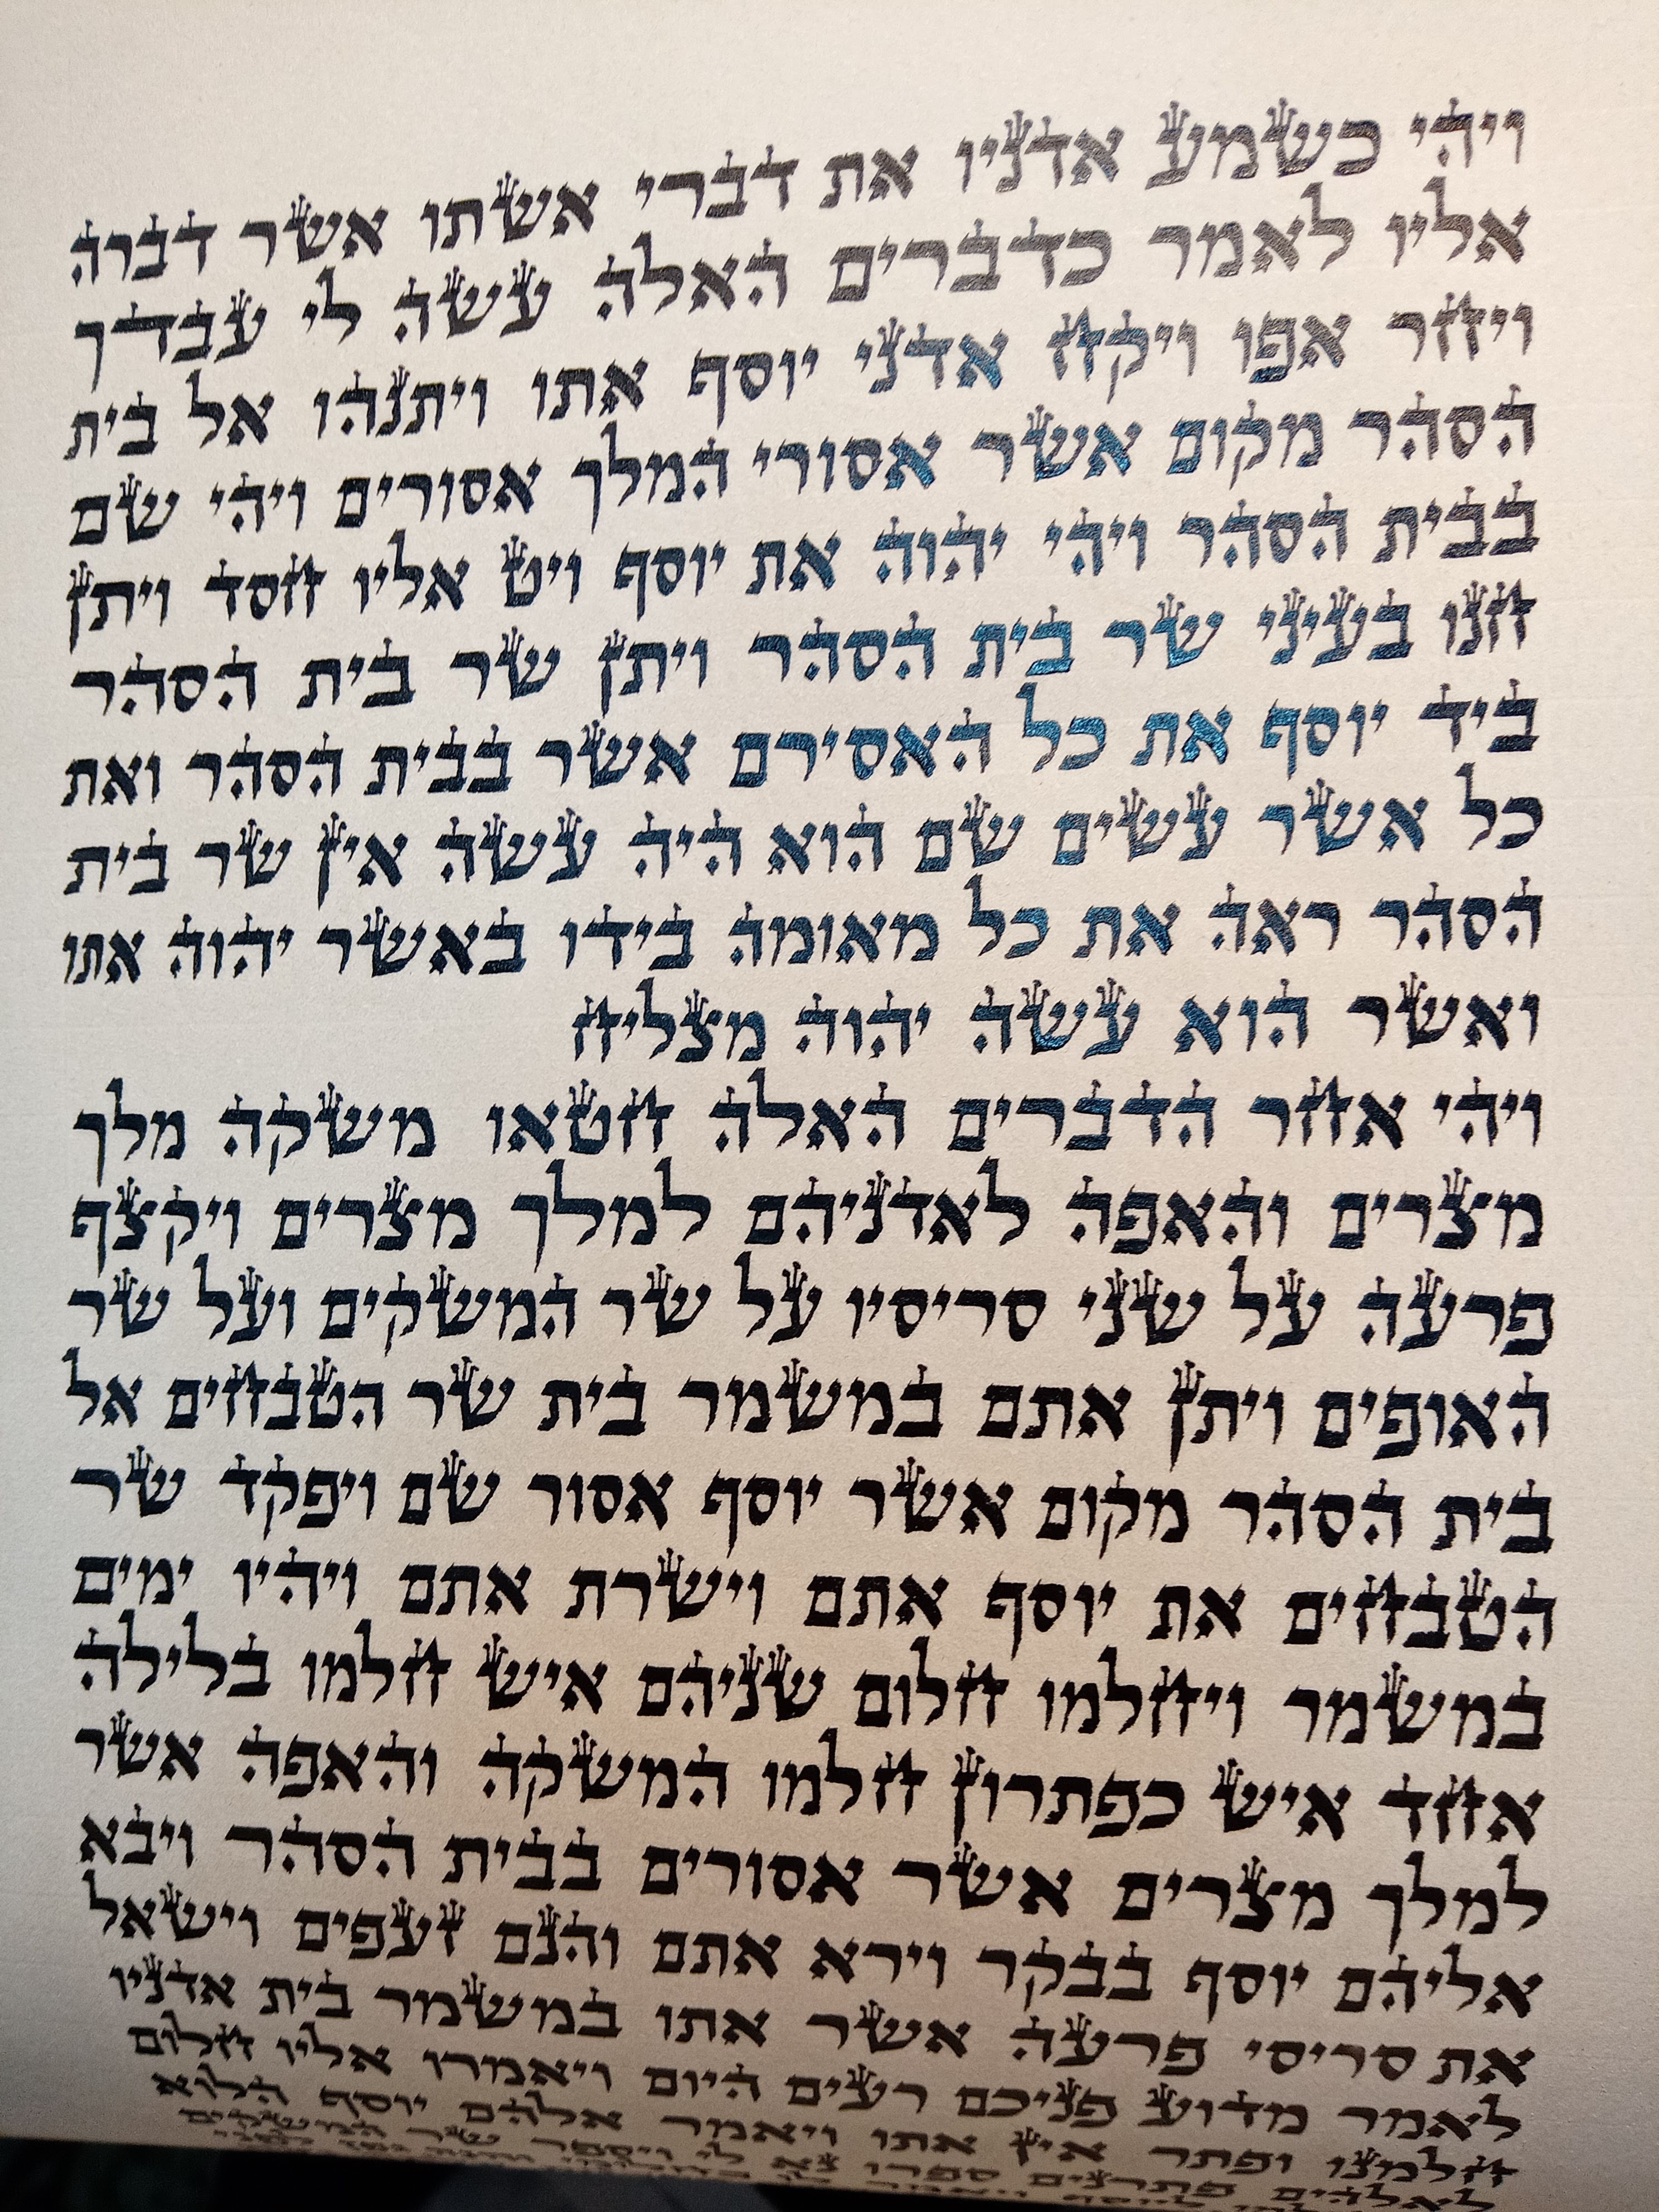 ויהי כשמע אדניו את דברי אשתו אשר דברה
אליו לאמר כדברים האלה עשה לי עבדך
ויחר אפו ויקח אדני יוסף אתו ויתנהו אל בית
הסהר מקום אשר אסורי המלך אסורים ויהי שם
בבית הסהר ויהי יהוה את יוסף ויט אליו חסד ויתן
חנו בעיני שר בית הסהר ויתן שר בית הסהר
ביד יוסף את כל האסירם אשר בבית הסהר ואת
כל אשר עשים שם הוא היה עשה אין שר בית
הסהר ראה את כל מאומה בידו באשר יהוה אתו
ואשר הוא עשה יהוה מצליח
ויהי אחר הדברים האלה חטאו משקה מלך
מצרים והאפה לאדניהם למלך מצרים ויקצף
פרעה על שני סריסיו על שר המשקים ועל שר
האופים ויתן אתם במשמר בית שר הטבחים אל
בית הסהר מקום אשר יוסף אסור שם ויפקד שר
הטבחים את יוסף אתם וישרת אתם ויהיו ימים
במשמר ויחלמו חלום שניהם איש חלמו בלילה
אחד איש כפתרון חלמו המשקה והאפה אשר
למלך מצרים אשר אסורים בבית הסהר ויבא
אליהם יוסף בבקר וירא אתם והנם זעפים וישאל
את סריסי פרעה אשר אתו במשמר בית אדניו
לאמר מדוע פניכם רעים היום ויאמרו אליו חלום
חלמנו ופתר אין אתו ויאמר אלהם יוסף הלוא
לאלהים פתרנים ספרו נא לי ויספר שר המשקים